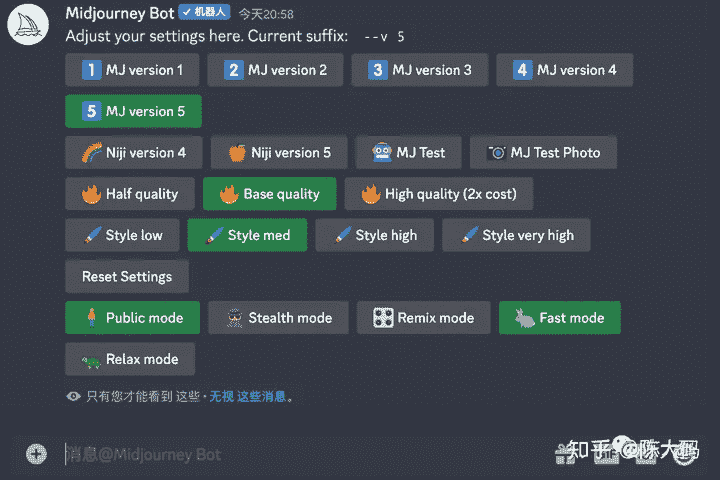 Midjourney Bot ✓ 机器人 今天20:58
Adjust your settings here. Current suffix: --v 5
1 MJ version 1 2 MJ version 2 3 MJ version 3 4 MJ version 4
5 MJ version 5
Niji version 4 Niji version 5 MJ Test MJ Test Photo
Half quality Base quality High quality (2x cost)
Style low Style med Style high Style very high
Reset Settings
Public mode Stealth mode Remix mode Fast mode
Relax mode
只有您才能看到 这些 · 无视 这些消息。
消息@Midjourney Bot
知乎 @陈大鹏